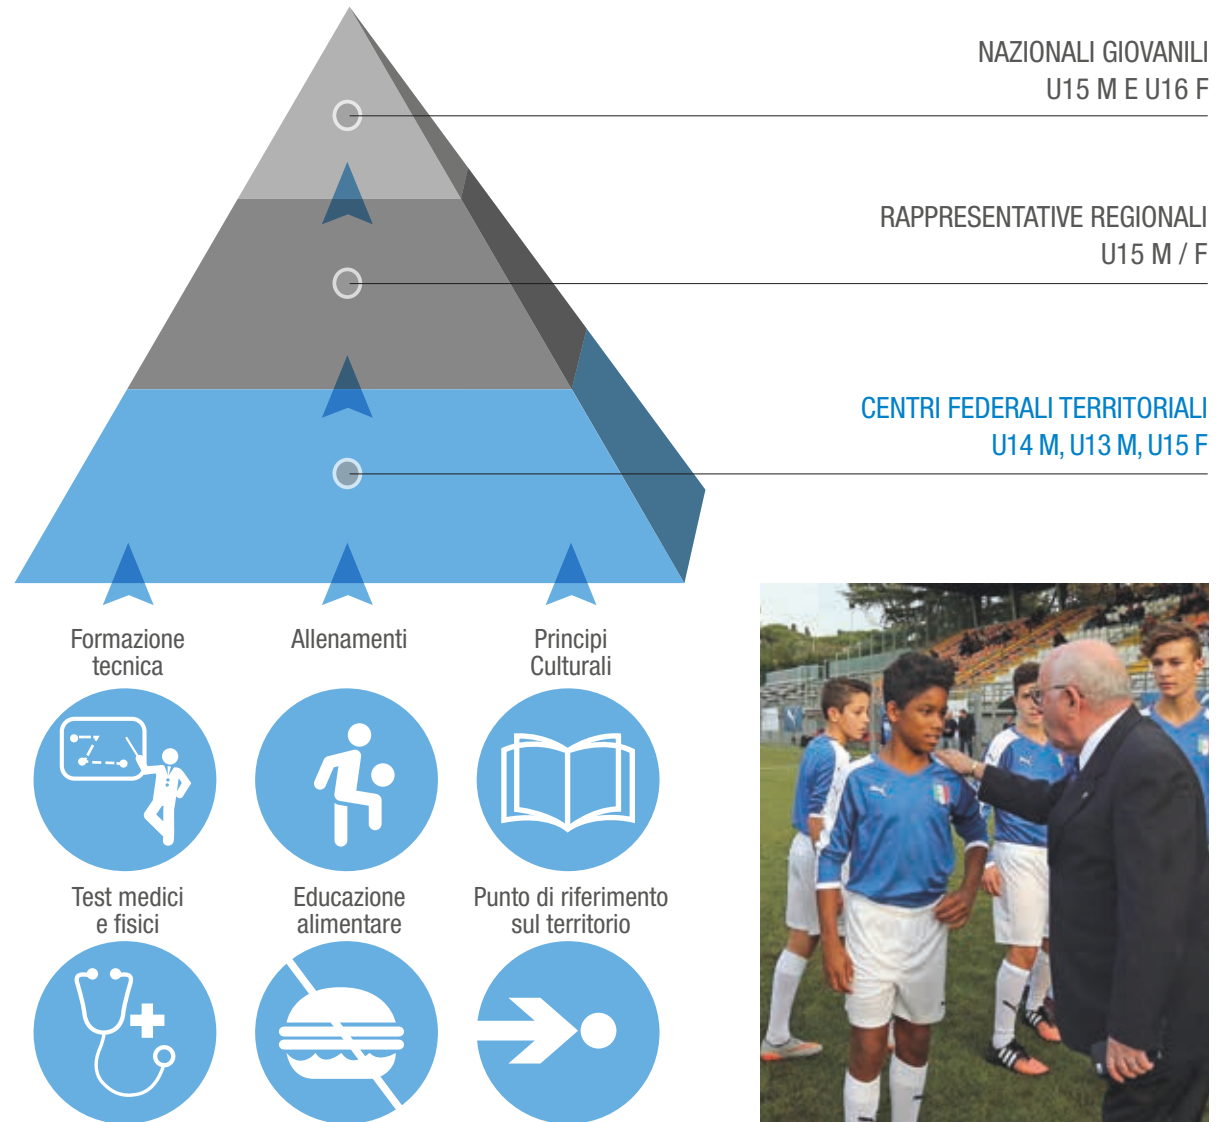 NAZIONALI GIOVANILI
U15 M E U16 F
RAPPRESENTATIVE REGIONALI
U15 M / F
CENTRI FEDERALI TERRITORIALI
U14 M, U13 M, U15 F
Formazione
tecnica
Allenamenti
Principi
Culturali
Test medici
e fisici
Educazione
alimentare
Punto di riferimento
sul territorio